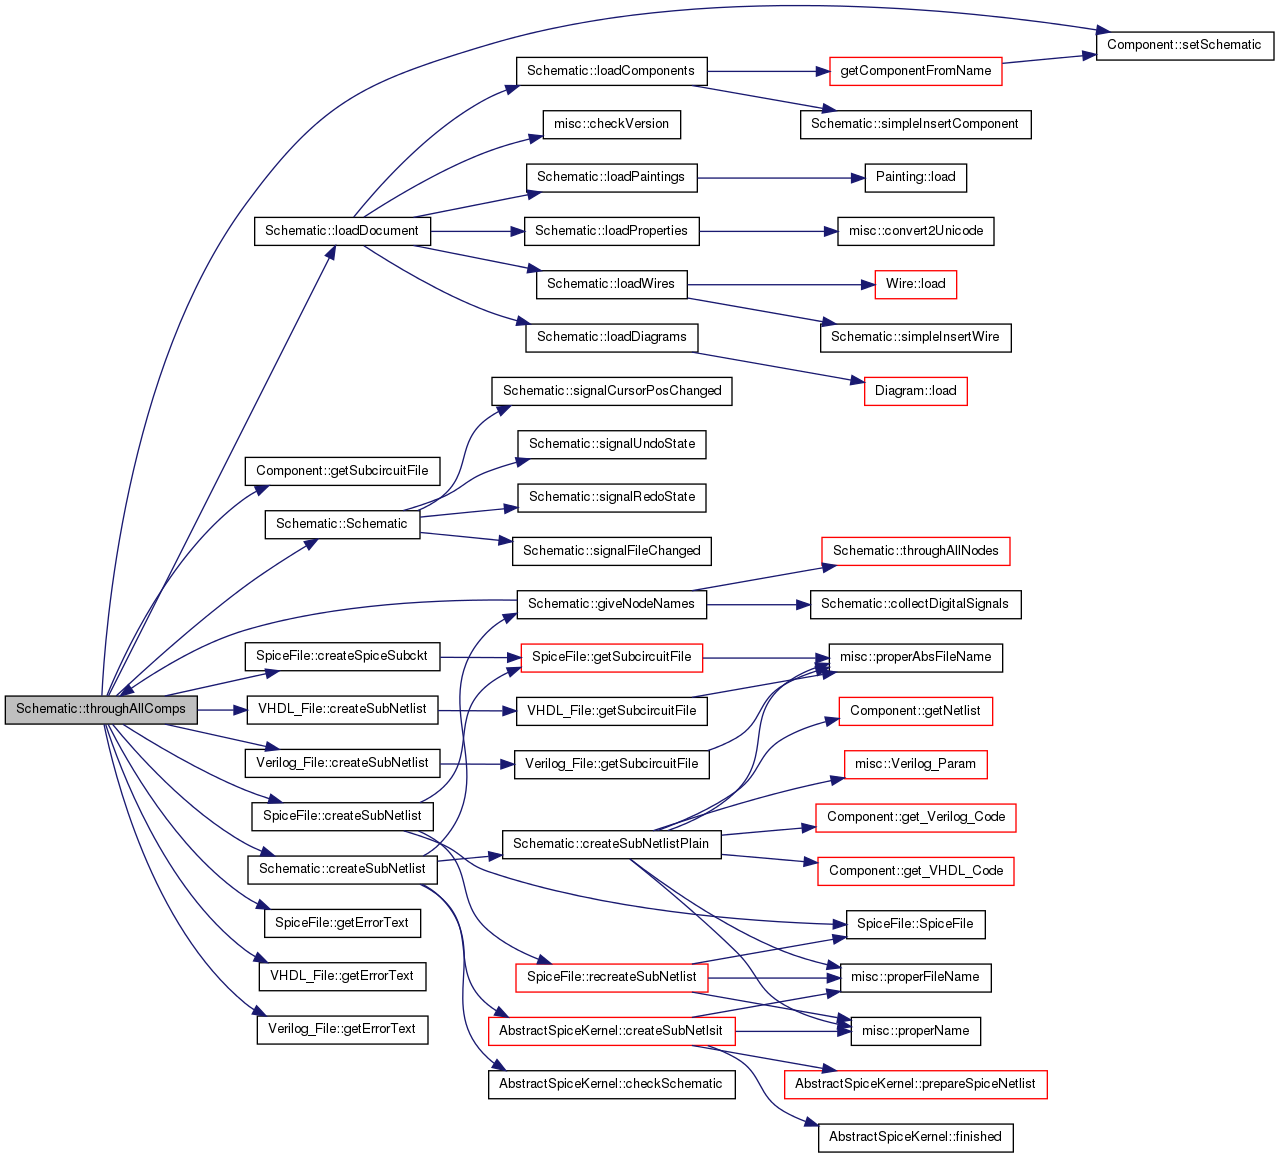 Component::setSchematic
Schematic::loadComponents
getComponentFromName
misc::checkVersion
Schematic::simpleInsertComponent
Schematic::loadPaintings
Painting::load
Schematic::loadDocument
Schematic::loadProperties
misc::convert2Unicode
Schematic::loadWires
Wire::load
Schematic::loadDiagrams
Schematic::simpleInsertWire
Schematic::signalCursorPosChanged
Diagram::load
Schematic::signalUndoState
Component::getSubcircuitFile
Schematic::signalRedoState
Schematic::Schematic
Schematic::signalFileChanged
Schematic::throughAllNodes
Schematic::giveNodeNames
Schematic::collectDigitalSignals
SpiceFile::createSpiceSubckt
SpiceFile::getSubcircuitFile
misc::properAbsFileName
Schematic::throughAllComps
VHDL_File::createSubNetlist
VHDL_File::getSubcircuitFile
Component::getNetlist
Verilog_File::createSubNetlist
Verilog_File::getSubcircuitFile
misc::Verilog_Param
SpiceFile::createSubNetlist
Component::get_Verilog_Code
Schematic::createSubNetlistPlain
Schematic::createSubNetlist
Component::get_VHDL_Code
SpiceFile::getErrorText
SpiceFile::SpiceFile
VHDL_File::getErrorText
SpiceFile::recreateSubNetlist
misc::properFileName
Verilog_File::getErrorText
AbstractSpiceKernel::createSubNetlsit
misc::properName
AbstractSpiceKernel::checkSchematic
AbstractSpiceKernel::prepareSpiceNetlist
AbstractSpiceKernel::finished